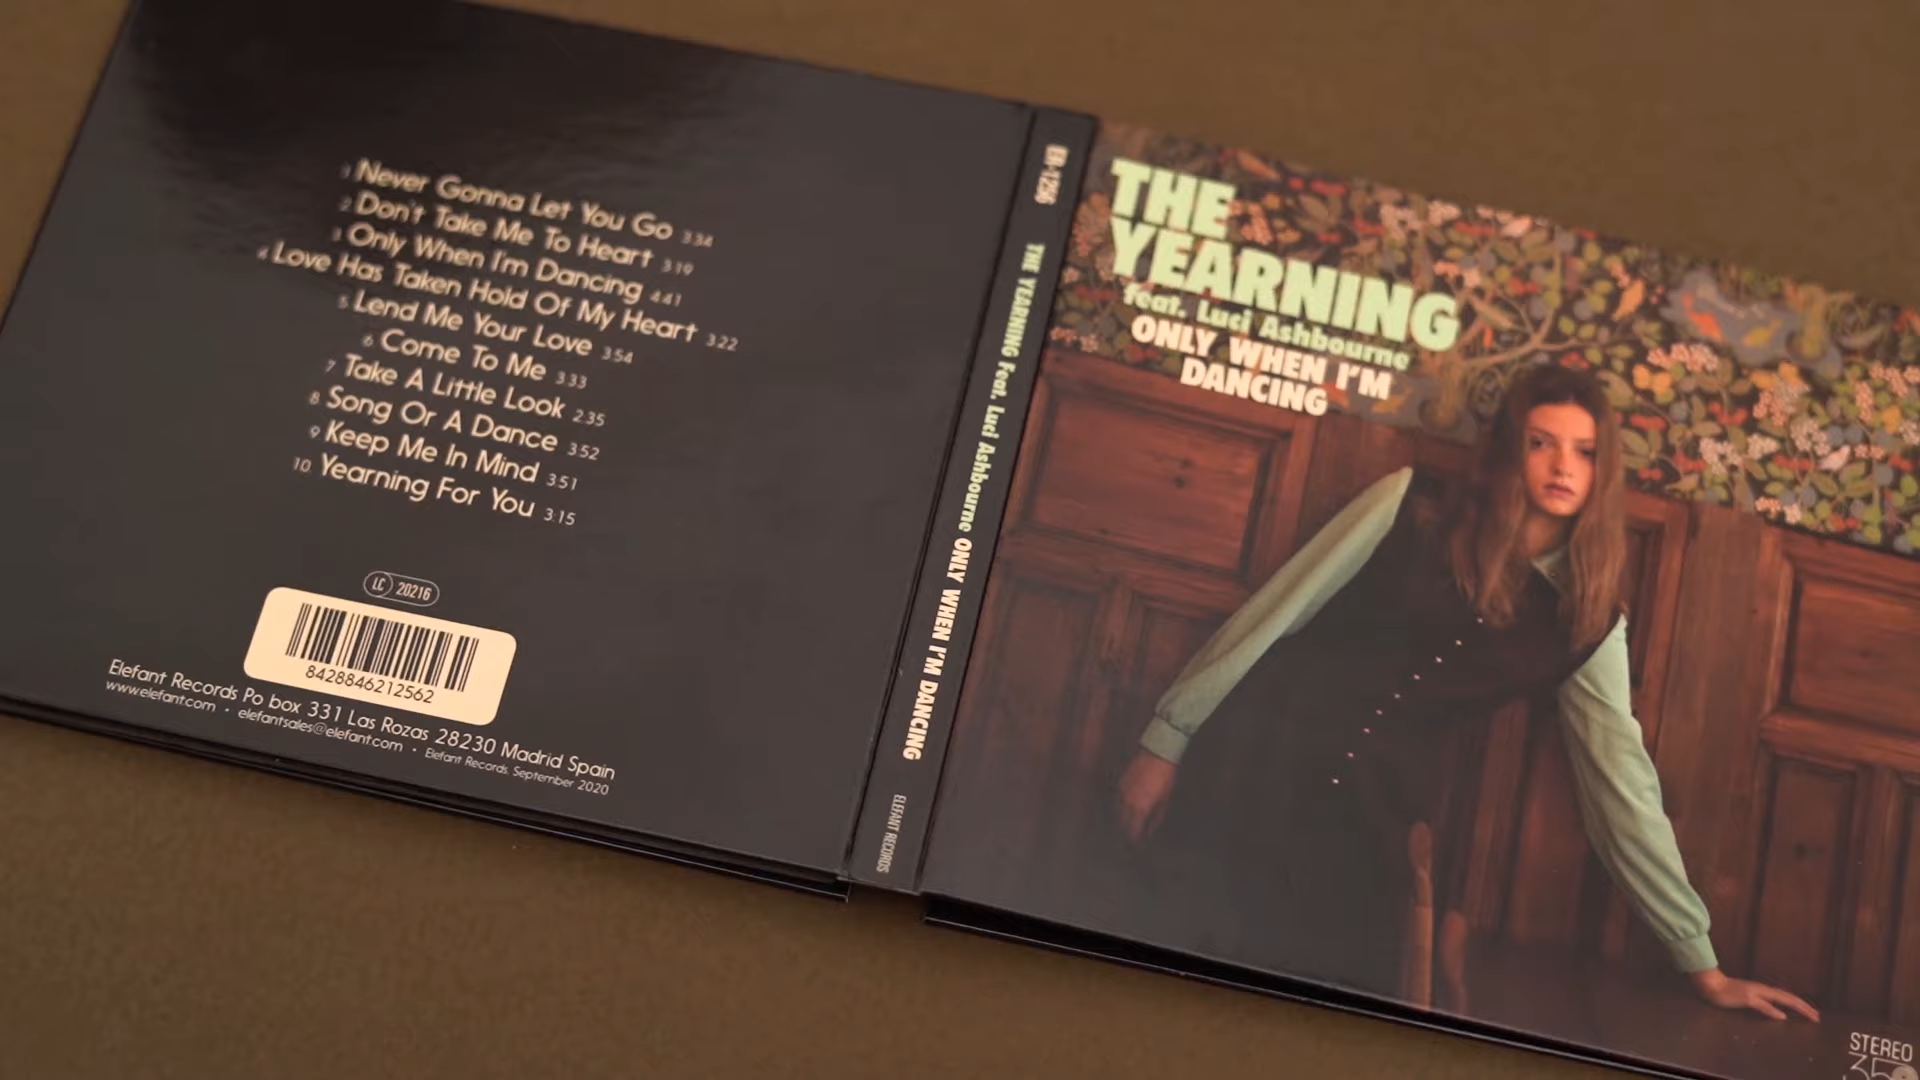 1 Never Gonna Let You Go 3:34
2 Don't Take Me To Heart 3:19
3 Only When I'm Dancing 4:41
4 Love Has Taken Hold Of My Heart 3:22
5 Lend Me Your Love 3:54
6 Come To Me 3:33
7 Take A Little Look 2:35
8 Song Or A Dance 3:52
9 Keep Me In Mind 3:51
10 Yearning For You 3:15
LC 20216
8428846212562
Elefant Records Po box 331 Las Rozas 28230 Madrid Spain
www.elefant.com • elefantsales@elefant.com • Elefant Records, September 2020
ER-1256
THE YEARNING feat. Luci Ashbourne ONLY WHEN I'M DANCING
ELEFANT RECORDS
THE
YEARNING
feat. Luci Ashbourne
ONLY WHEN I'M
DANCING
STEREO